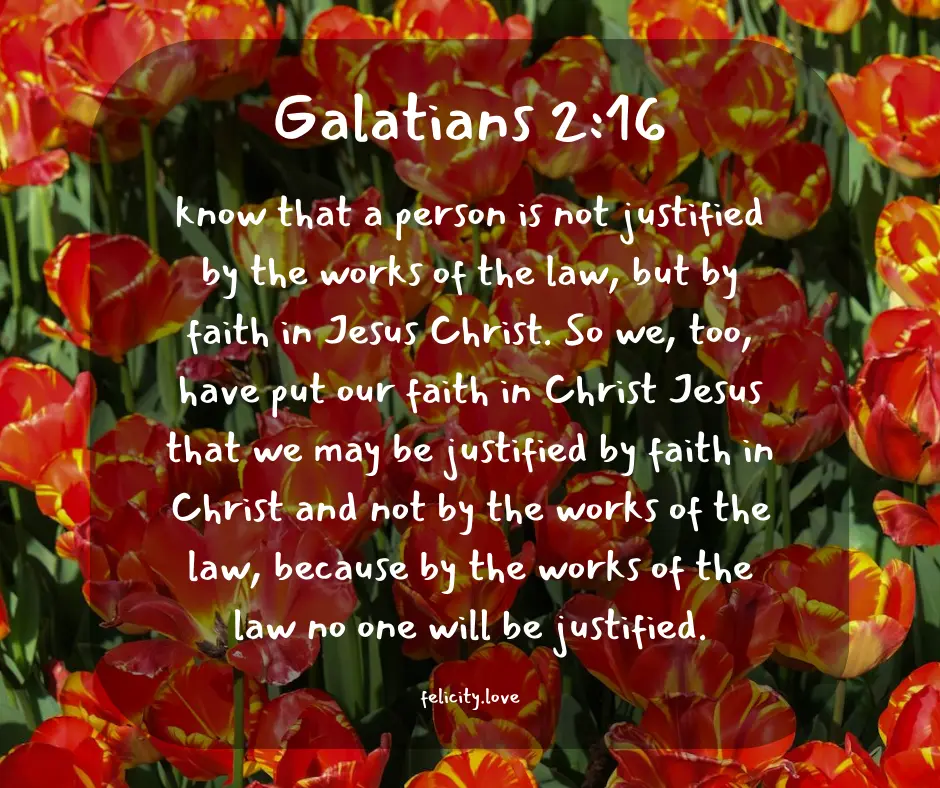 Galatians 2:16
know that a person is not justified
by the works of the law, but by
faith in Jesus Christ. So we, too,
have put our faith in Christ Jesus
that we may be justified by faith in
Christ and not by the works of the
law, because by the works of the
law no one will be justified.
felicity.love